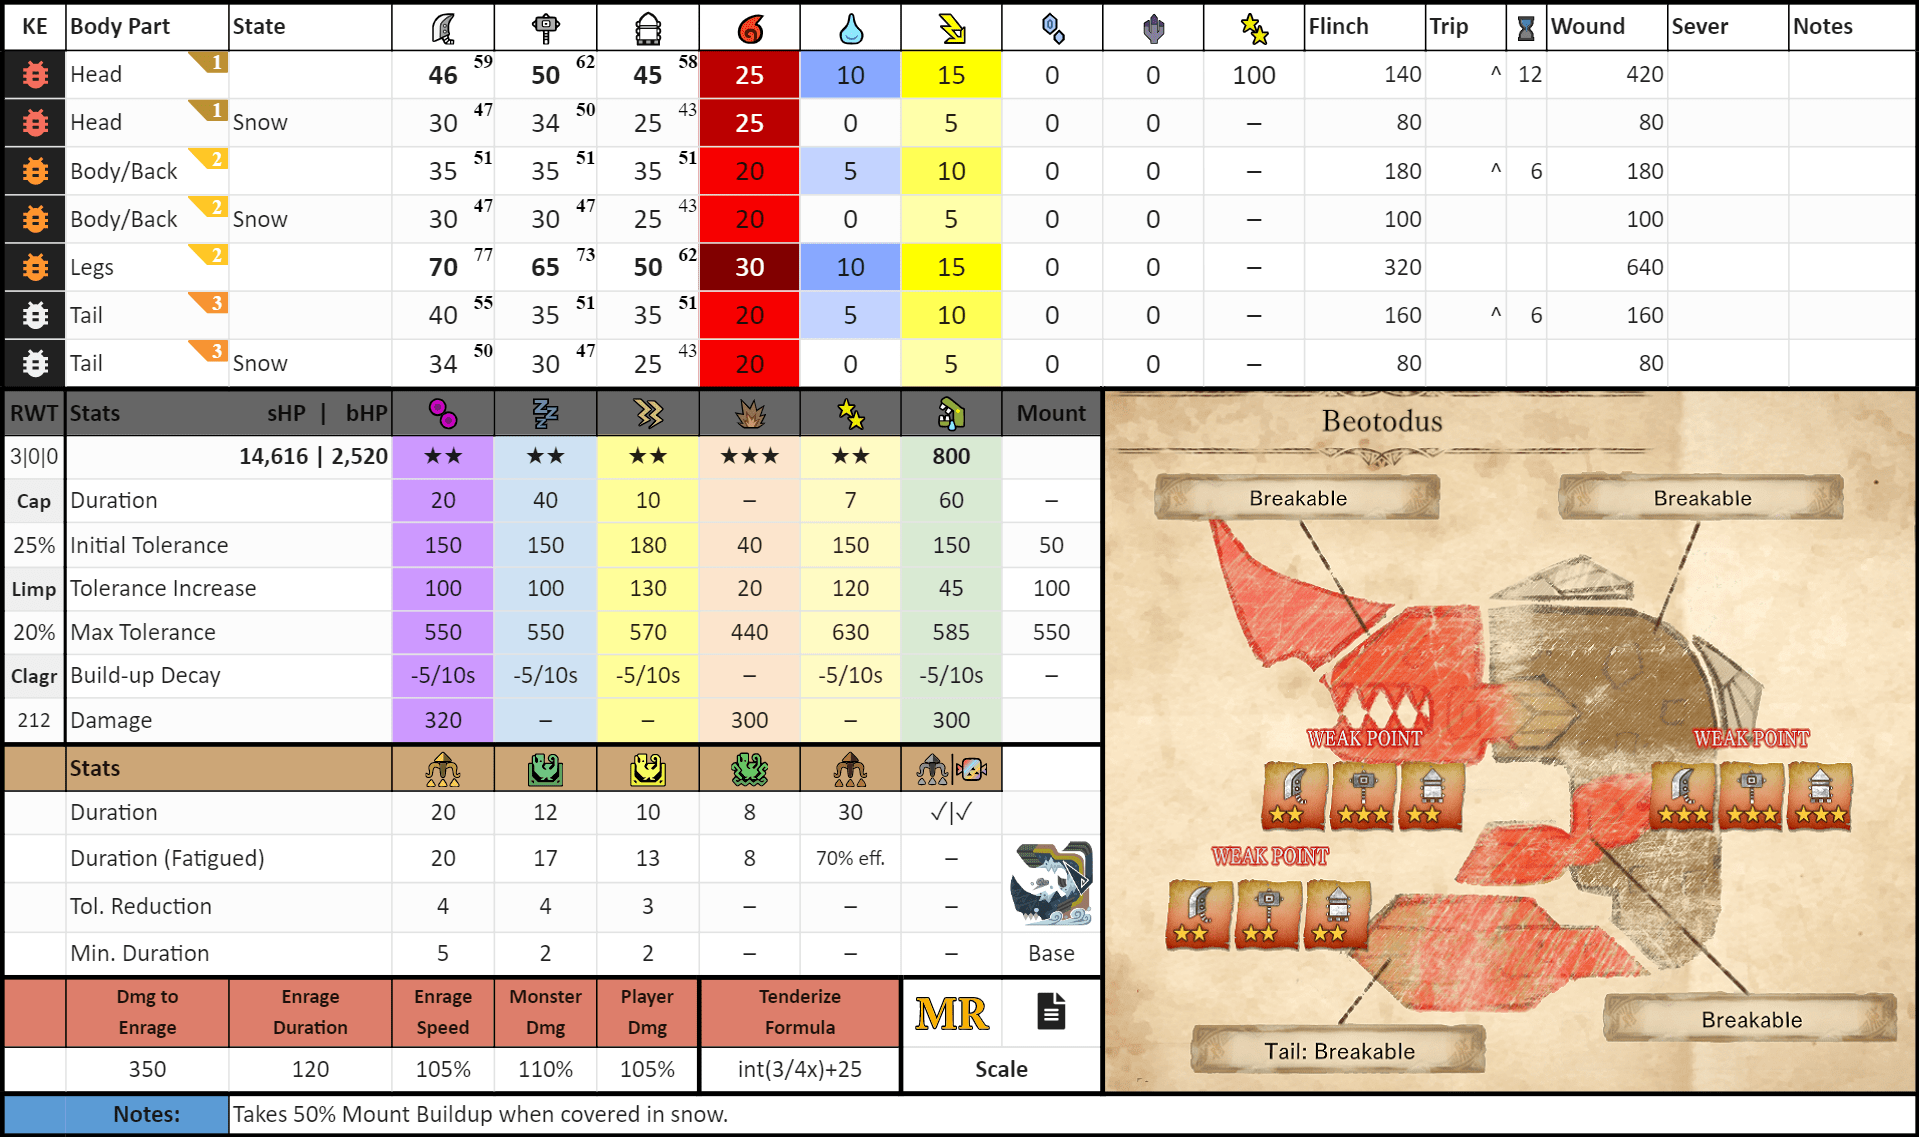 KE Body Part State Flinch Trip Wound Sever Notes
Head 1 46 59 50 62 45 58 25 10 15 0 0 100 140 ^ 12 420
Head 1 Snow 30 47 34 50 25 43 25 0 5 0 0 – 80 80
Body/Back 2 35 51 35 51 35 51 20 5 10 0 0 – 180 ^ 6 180
Body/Back 2 Snow 30 47 30 47 25 43 20 0 5 0 0 – 100 100
Legs 2 70 77 65 73 50 62 30 10 15 0 0 – 320 640
Tail 3 40 55 35 51 35 51 20 5 10 0 0 – 160 ^ 6 160
Tail 3 Snow 34 50 30 47 25 43 20 0 5 0 0 – 80 80
RWT Stats sHP | bHP Mount
3|0|0 14,616 | 2,520 ★★ ★★ ★★ ★★★ ★★ 800
Cap Duration 20 40 10 – 7 60 –
25% Initial Tolerance 150 150 180 40 150 150 50
Limp Tolerance Increase 100 100 130 20 120 45 100
20% Max Tolerance 550 550 570 440 630 585 550
Clagr Build-up Decay -5/10s -5/10s -5/10s – -5/10s -5/10s –
212 Damage 320 – – 300 – 300
Stats
Duration 20 12 10 8 30 ✓|✓
Duration (Fatigued) 20 17 13 8 70% eff. –
Tol. Reduction 4 4 3 – – –
Min. Duration 5 2 2 – – – Base
Dmg to Enrage Enrage Monster Player Tenderize
Enrage Duration Speed Dmg Dmg Formula
MR
350 120 105% 110% 105% int(3/4x)+25 Scale
Notes: Takes 50% Mount Buildup when covered in snow.
Beotodus
Breakable
Breakable
WEAK POINT
WEAK POINT
WEAK POINT
Breakable
Tail: Breakable